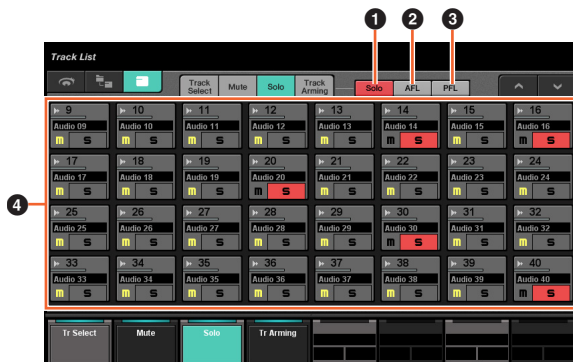 1 2 3
Track List
Track Select Mute Solo Track Arming Solo AFL PFL
9 10 11 12 13 14 15 16
Audio 09 Audio 10 Audio 11 Audio 12 Audio 13 Audio 14 Audio 15 Audio 16
m S m S m S m S m S m S m S m S
17 18 19 20 21 22 23 24
Audio 17 Audio 18 Audio 19 Audio 20 Audio 21 Audio 22 Audio 23 Audio 24
m S m S m S m S m S m S m S m S
4
25 26 27 28 29 30 31 32
Audio 25 Audio 26 Audio 27 Audio 28 Audio 29 Audio 30 Audio 31 Audio 32
m S m S m S m S m S m S m S m S
33 34 35 36 37 38 39 40
Audio 33 Audio 34 Audio 35 Audio 36 Audio 37 Audio 38 Audio 39 Audio 40
m S m S m S m S m S m S m S m S
Tr Select Mute Solo Tr Arming